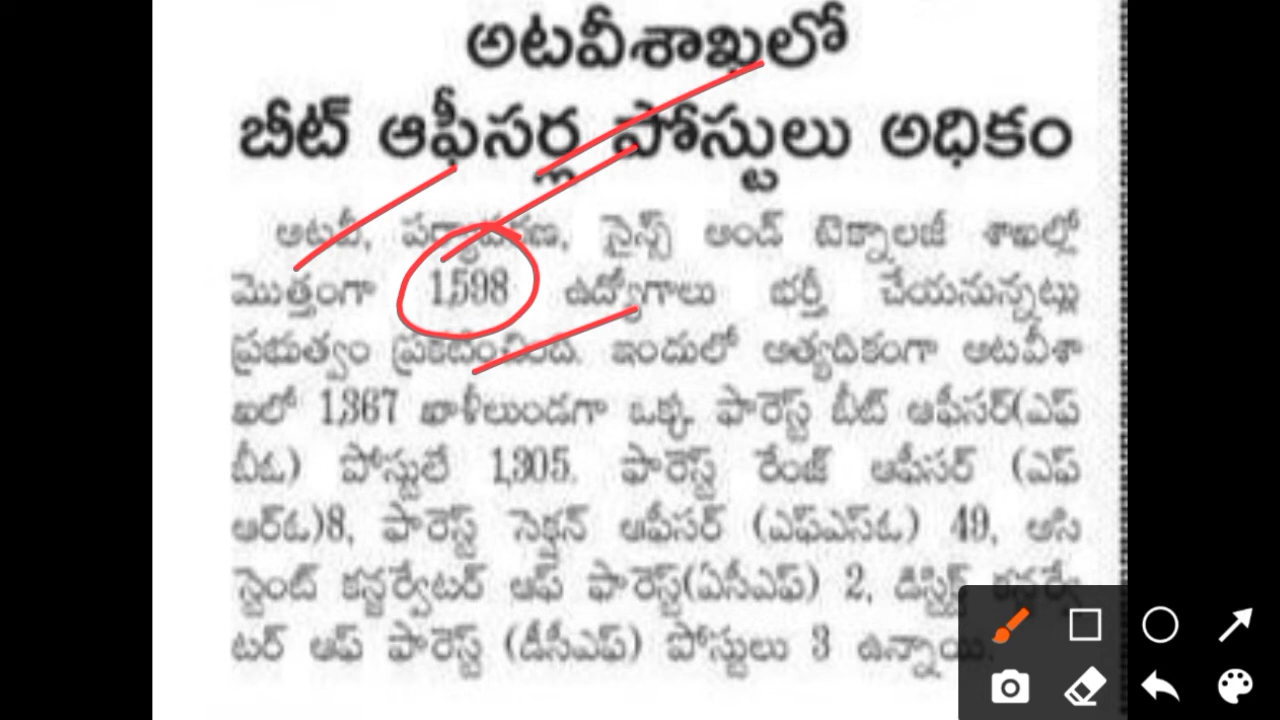 అటవీశాఖలో
బీట్ ఆఫీసర్ల పోస్టులు అధికం
అటవీ, పర్యావరణ, సైన్స్ అండ్ టెక్నాలజీ శాఖల్లో
మొత్తంగా 1,598 ఉద్యోగాలు భర్తీ చేయనున్నట్లు
ప్రభుత్వం ప్రకటించింది. ఇందులో అత్యధికంగా అటవీశా
ఖలో 1,367 ఖాళీలుండగా ఒక్క ఫారెస్ట్ బీట్ ఆఫీసర్(ఎఫ్
బీఓ) పోస్టులే 1,305. ఫారెస్ట్ రేంజ్ ఆఫీసర్ (ఎఫ్
ఆర్ఓ)8, ఫారెస్ట్ సెక్షన్ ఆఫీసర్ (ఎఫ్ఎస్ఓ) 49, అసి
స్టెంట్ కన్జర్వేటర్ ఆఫ్ ఫారెస్ట్(ఏసీఎఫ్) 2, డిస్ట్రిక్ట్ కన్జర్వే
టర్ ఆఫ్ ఫారెస్ట్ (డీసీఎఫ్) పోస్టులు 3 ఉన్నాయి.